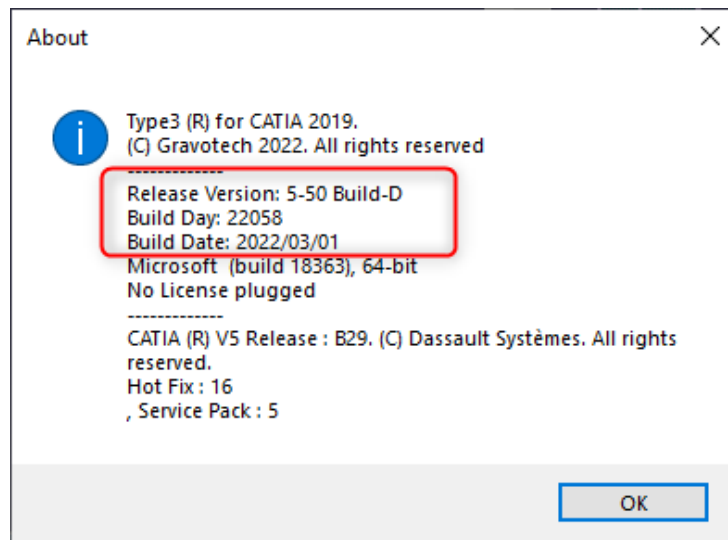 About
Type3 (R) for CATIA 2019.
(C) Gravotech 2022. All rights reserved
-------------
Release Version: 5-50 Build-D
Build Day: 22058
Build Date: 2022/03/01
Microsoft  (build 18363), 64-bit
No License plugged
-------------
CATIA (R) V5 Release : B29. (C) Dassault Systèmes. All rights
reserved.
Hot Fix : 16
, Service Pack : 5
OK